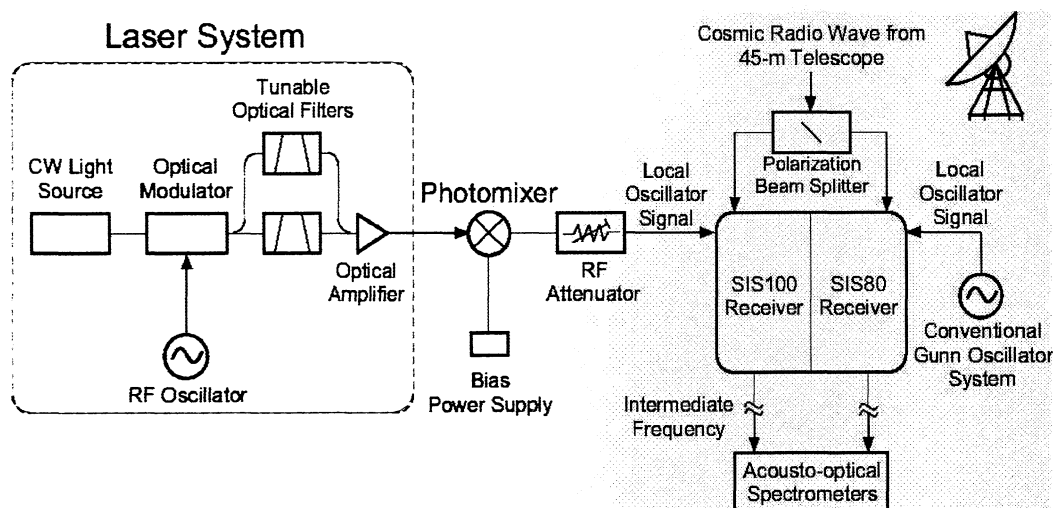 Laser System
Tunable
Optical Filters
CW Light
Source
Optical
Modulator
Optical
Amplifier
RF Oscillator
Photomixer
Bias
Power Supply
RF
Attenuator
Local
Oscillator
Signal
Cosmic Radio Wave from
45-m Telescope
Polarization
Beam Splitter
Local
Oscillator
Signal
SIS100
Receiver
SIS80
Receiver
Conventional
Gunn Oscillator
System
Intermediate
Frequency
Acousto-optical
Spectrometers